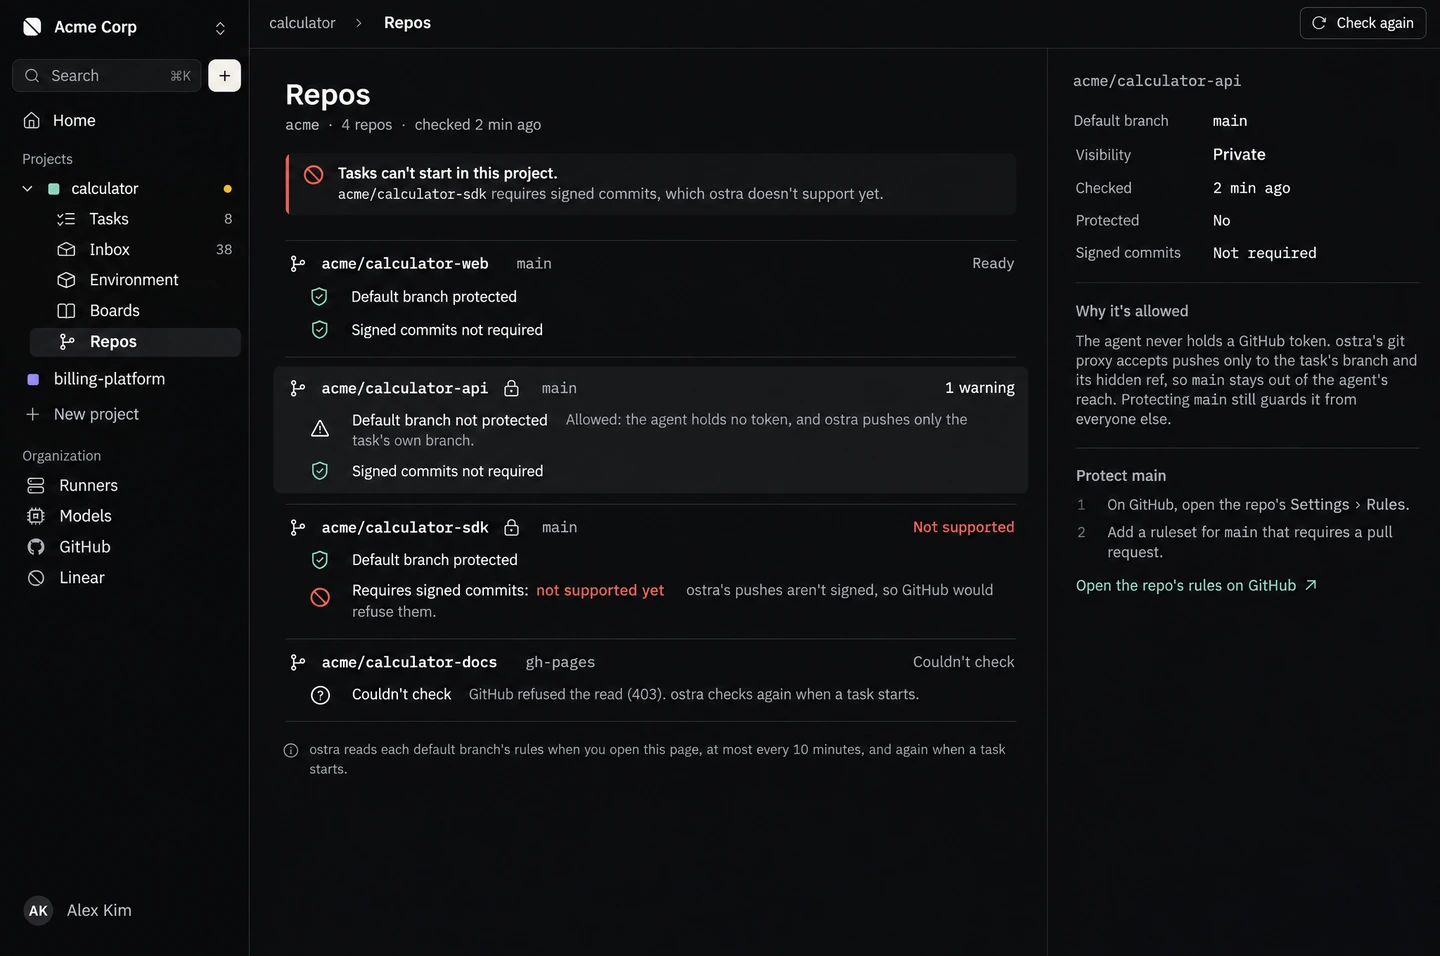 Acme Corp
Search ⌘K +
Home
Projects
calculator
Tasks 8
Inbox 38
Environment
Boards
Repos
billing-platform
New project
Organization
Runners
Models
GitHub
Linear
AK Alex Kim
calculator > Repos
Check again
Repos
acme · 4 repos · checked 2 min ago
Tasks can't start in this project.
acme/calculator-sdk requires signed commits, which ostra doesn't support yet.
acme/calculator-web main Ready
Default branch protected
Signed commits not required
acme/calculator-api main 1 warning
Default branch not protected Allowed: the agent holds no token, and ostra pushes only the
task's own branch.
Signed commits not required
acme/calculator-sdk main Not supported
Default branch protected
Requires signed commits: not supported yet ostra's pushes aren't signed, so GitHub would
refuse them.
acme/calculator-docs gh-pages Couldn't check
Couldn't check GitHub refused the read (403). ostra checks again when a task starts.
ostra reads each default branch's rules when you open this page, at most every 10 minutes, and again when a task
starts.
acme/calculator-api
Default branch main
Visibility Private
Checked 2 min ago
Protected No
Signed commits Not required
Why it's allowed
The agent never holds a GitHub token. ostra's git
proxy accepts pushes only to the task's branch and
its hidden ref, so main stays out of the agent's
reach. Protecting main still guards it from
everyone else.
Protect main
1 On GitHub, open the repo's Settings > Rules.
2 Add a ruleset for main that requires a pull
request.
Open the repo's rules on GitHub ↗